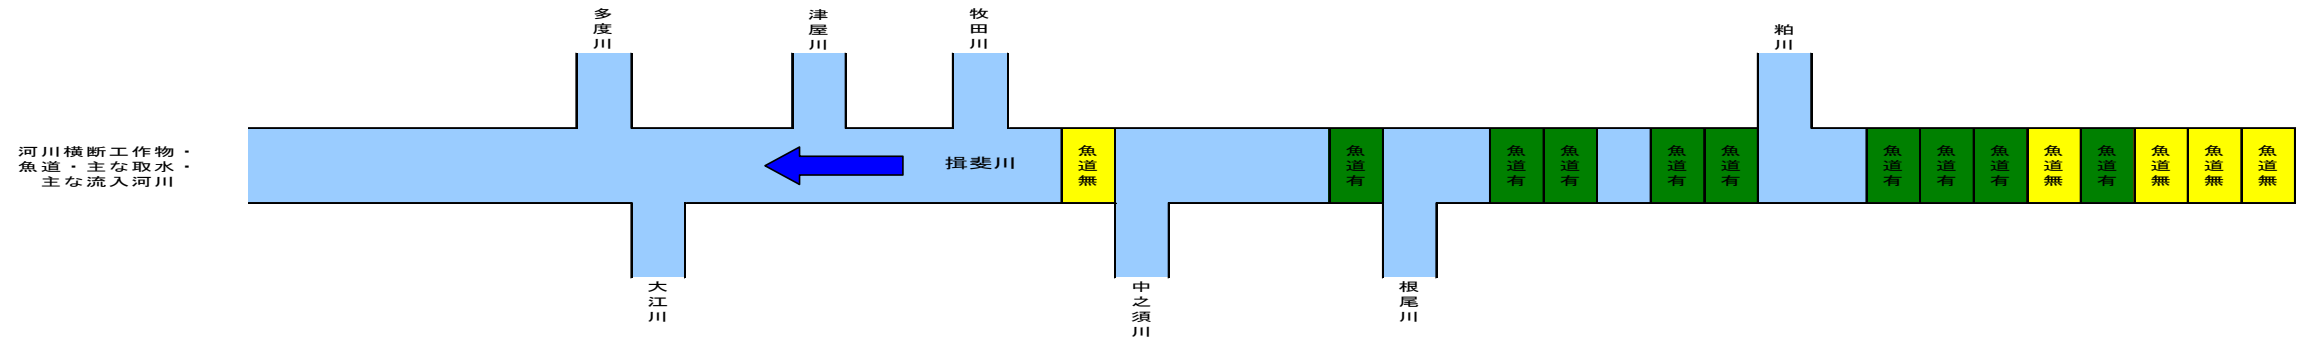 多度川
津屋川
牧田川
粕川
河川横断工作物・
魚道・主な取水・
主な流入河川
揖斐川
魚道無
魚道有
魚道有
魚道有
魚道有
魚道有
魚道有
魚道有
魚道有
魚道無
魚道有
魚道無
魚道無
魚道無
大江川
中之須川
根尾川